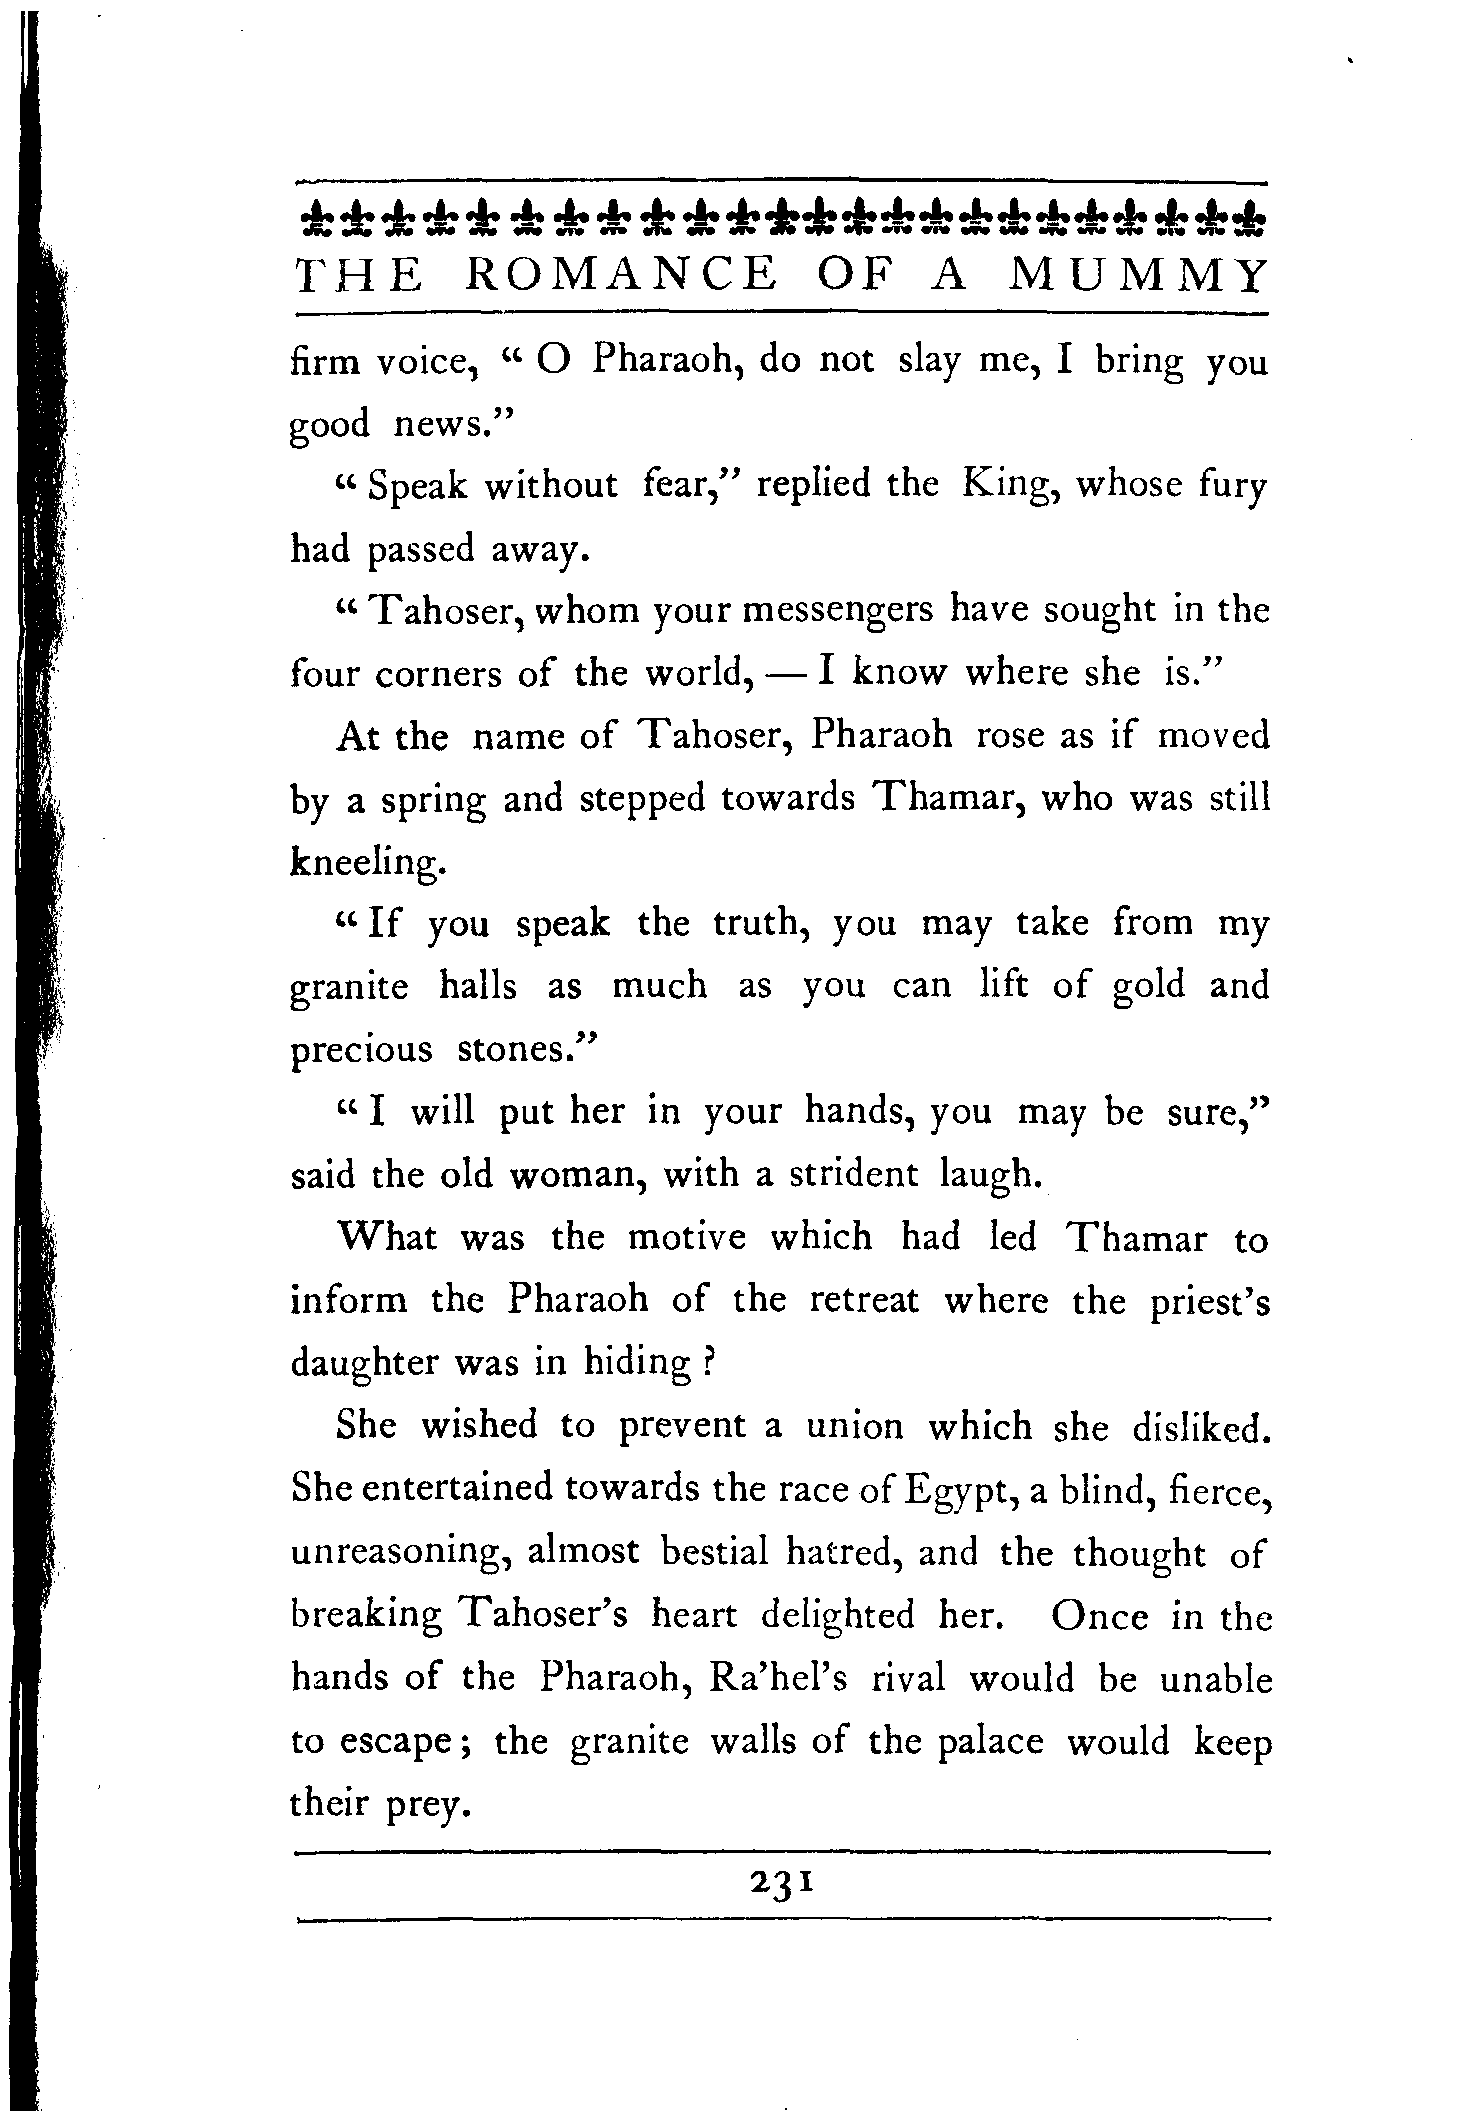 THE ROMANCE OF A MUMMY
firm voice, “ O Pharaoh, do not slay me, I bring you
good news.”
“ Speak without fear,” replied the King, whose fury
had passed away.
“ Tahoser, whom your messengers have sought in the
four corners of the world, — I know where she is.”
At the name of Tahoser, Pharaoh rose as if moved
by a spring and stepped towards Thamar, who was still
kneeling.
“ If you speak the truth, you may take from my
granite halls as much as you can lift of gold and
precious stones.”
“ I will put her in your hands, you may be sure,”
said the old woman, with a strident laugh.
What was the motive which had led Thamar to
inform the Pharaoh of the retreat where the priest’s
daughter was in hiding ?
She wished to prevent a union which she disliked.
She entertained towards the race of Egypt, a blind, fierce,
unreasoning, almost bestial hatred, and the thought of
breaking Tahoser’s heart delighted her. Once in the
hands of the Pharaoh, Ra’hel’s rival would be unable
to escape ; the granite walls of the palace would keep
their prey.
231